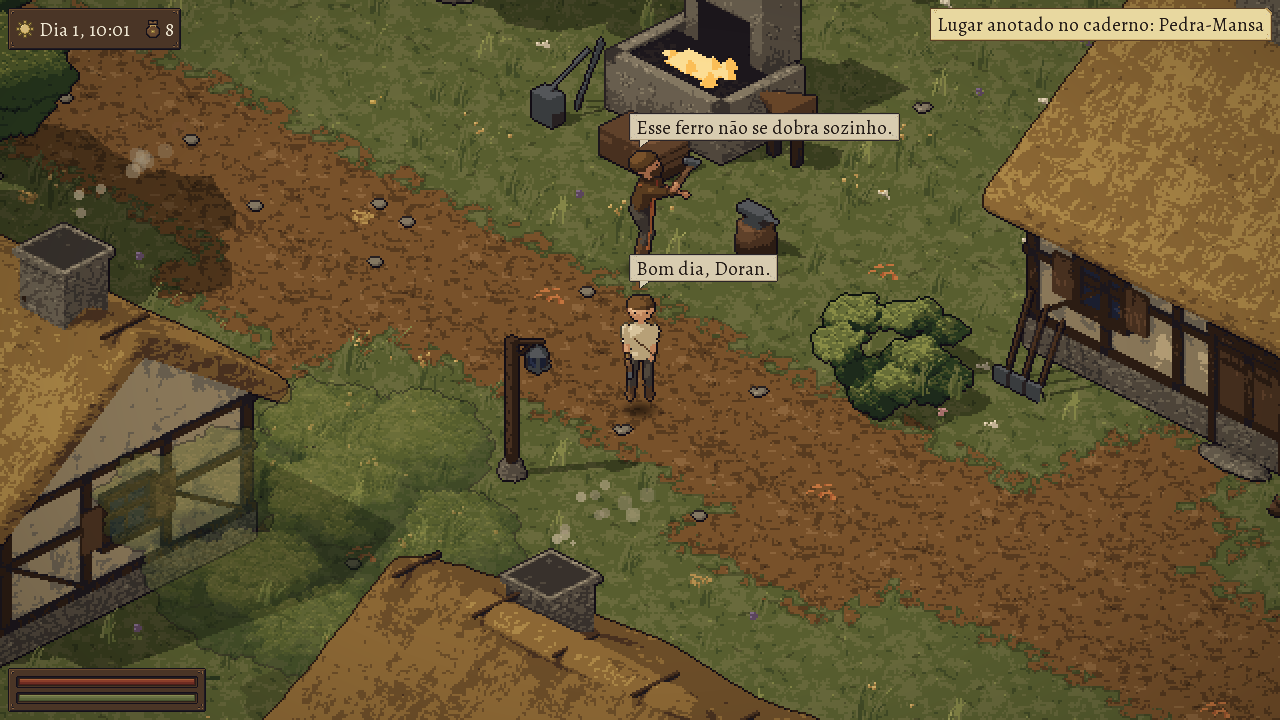 Dia 1, 10:01
8
Lugar anotado no caderno: Pedra-Mansa
Esse ferro não se dobra sozinho.
Bom dia, Doran.